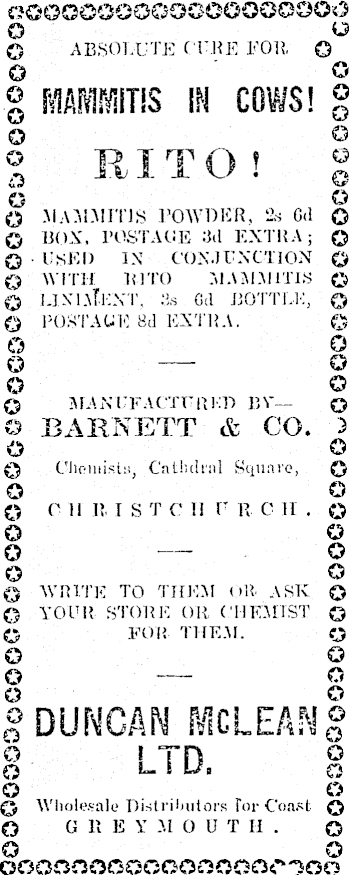 ABSOLUTE CURE FOR
MAMMITIS IN COWS!
RITO!
MAMMITIS POWDER, 2s 6d
BOX, POSTAGE 3d EXTRA;
USED IN CONJUNCTION
WITH RITO MAMMITIS
LINIMENT, 3s 6d BOTTLE,
POSTAGE 8d EXTRA.
MANUFACTURED BY—
BARNETT & CO.
Chemists, Cathdral Square,
CHRISTCHURCH.
WRITE TO THEM OR ASK
YOUR STORE OR CHEMIST
FOR THEM.
DUNCAN McLEAN
LTD.
Wholesale Distributors for Coast
GREYMOUTH.